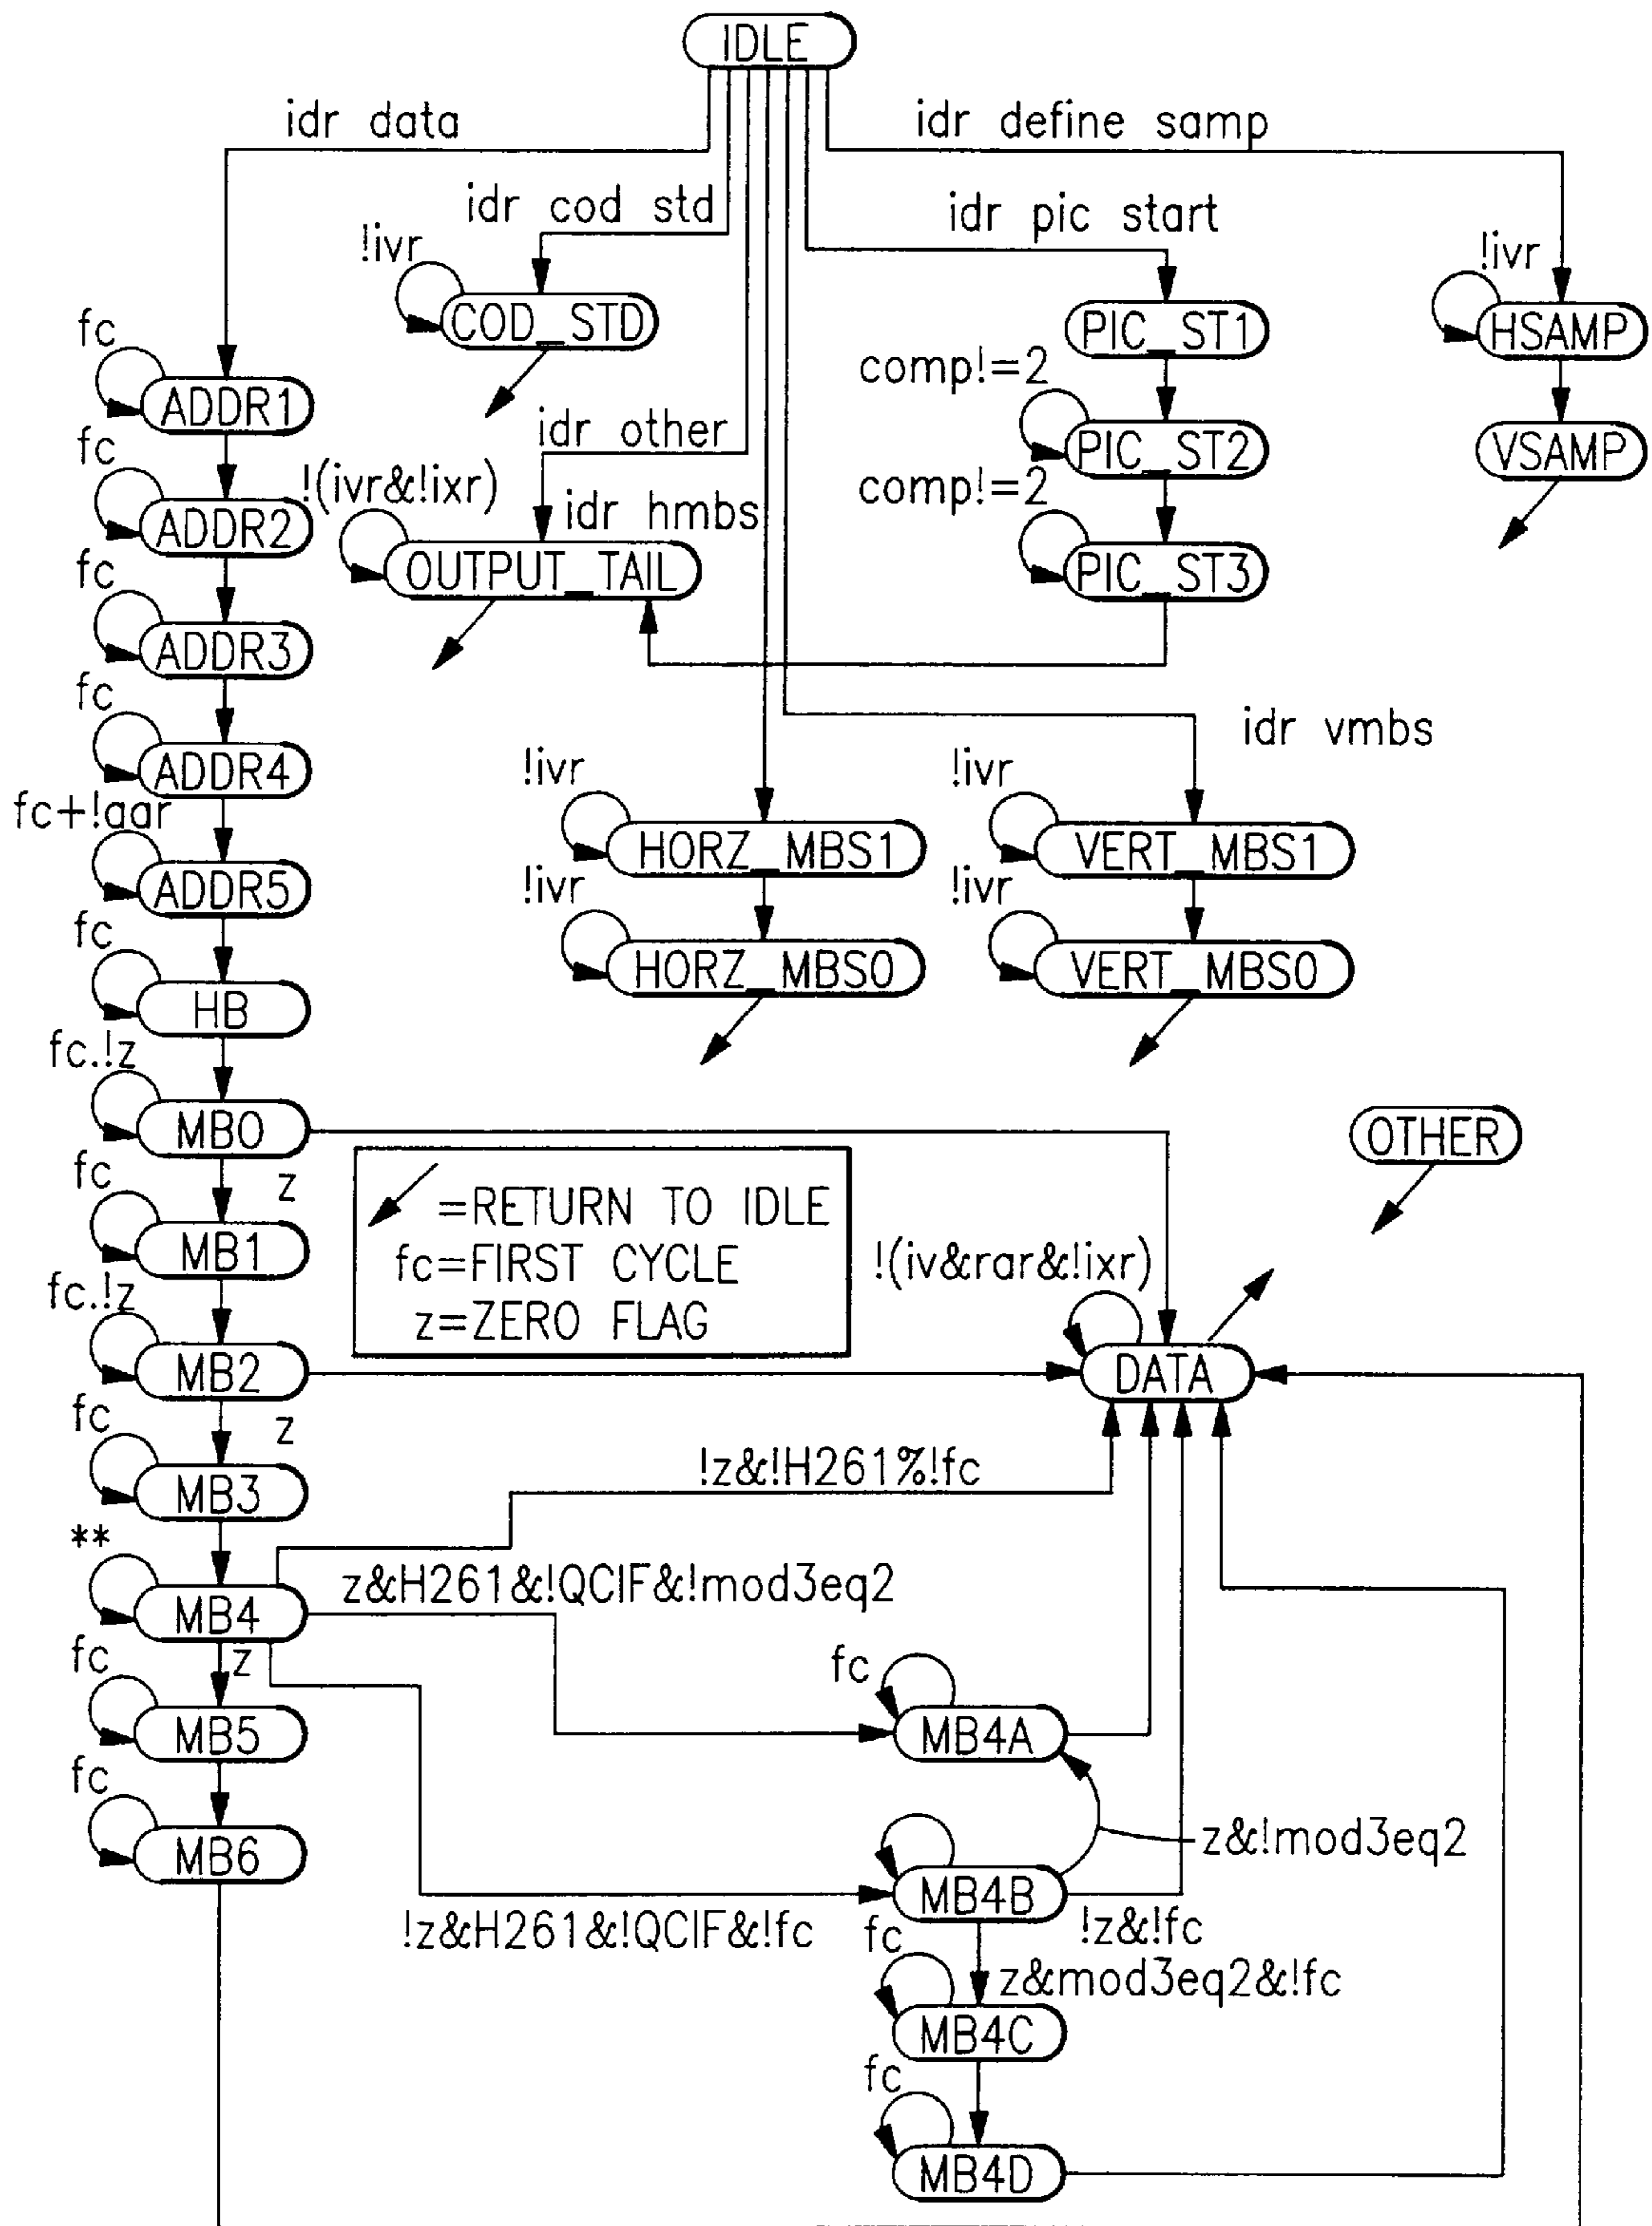 IDLE
idr data
idr define samp
idr cod std
idr pic start
!ivr
!ivr
COD_STD
PIC_ST1
HSAMP
fc
comp!=2
ADDR1
idr other
PIC_ST2
VSAMP
fc
!(ivr&!ixr)
idr hmbs
comp!=2
ADDR2
OUTPUT_TAIL
PIC_ST3
fc
ADDR3
fc
idr vmbs
ADDR4
!ivr
!ivr
fc+!aar
HORZ_MBS1
VERT_MBS1
ADDR5
!ivr
!ivr
fc
HORZ_MBS0
VERT_MBS0
HB
fc.!z
MB0
OTHER
fc
z
=RETURN TO IDLE
MB1
fc=FIRST CYCLE
!(iv&rar&!ixr)
fc.!z
z=ZERO FLAG
MB2
DATA
fc
z
!z&!H261%!fc
MB3
**
z&H261&!QCIF&!mod3eq2
MB4
fc
z
fc
MB5
MB4A
fc
z&!mod3eq2
MB6
MB4B
!z&H261&!QCIF&!fc
fc
!z&!fc
z&mod3eq2&!fc
MB4C
fc
MB4D